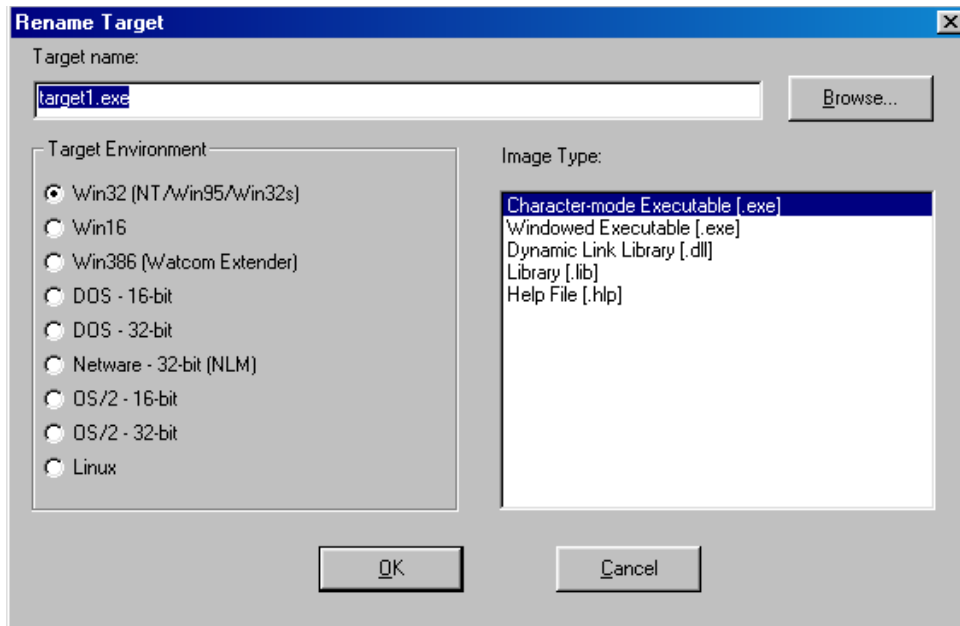 Rename Target
Target name:
target1.exe
Browse...
Target Environment
Win32 (NT/Win95/Win32s)
Win16
Win386 (Watcom Extender)
DOS - 16-bit
DOS - 32-bit
Netware - 32-bit (NLM)
OS/2 - 16-bit
OS/2 - 32-bit
Linux
Image Type:
Character-mode Executable [.exe]
Windowed Executable [.exe]
Dynamic Link Library [.dll]
Library [.lib]
Help File [.hlp]
OK
Cancel